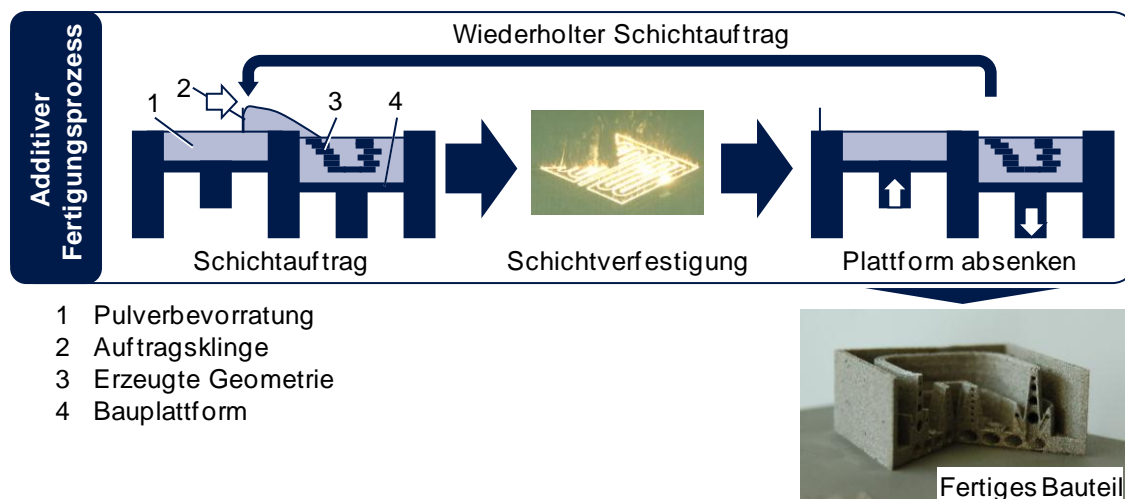 Additiver
Fertigungsprozess
Wiederholter Schichtauftrag
1
2
3
4
Schichtauftrag
Schichtverfestigung
Plattform absenken
1 Pulverbevorratung
2 Auftragsklinge
3 Erzeugte Geometrie
4 Bauplattform
Fertiges Bauteil